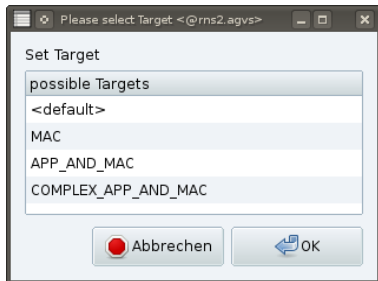 Please select Target <@rns2.agvs>
Set Target
possible Targets
<default>
MAC
APP_AND_MAC
COMPLEX_APP_AND_MAC
Abbrechen
OK